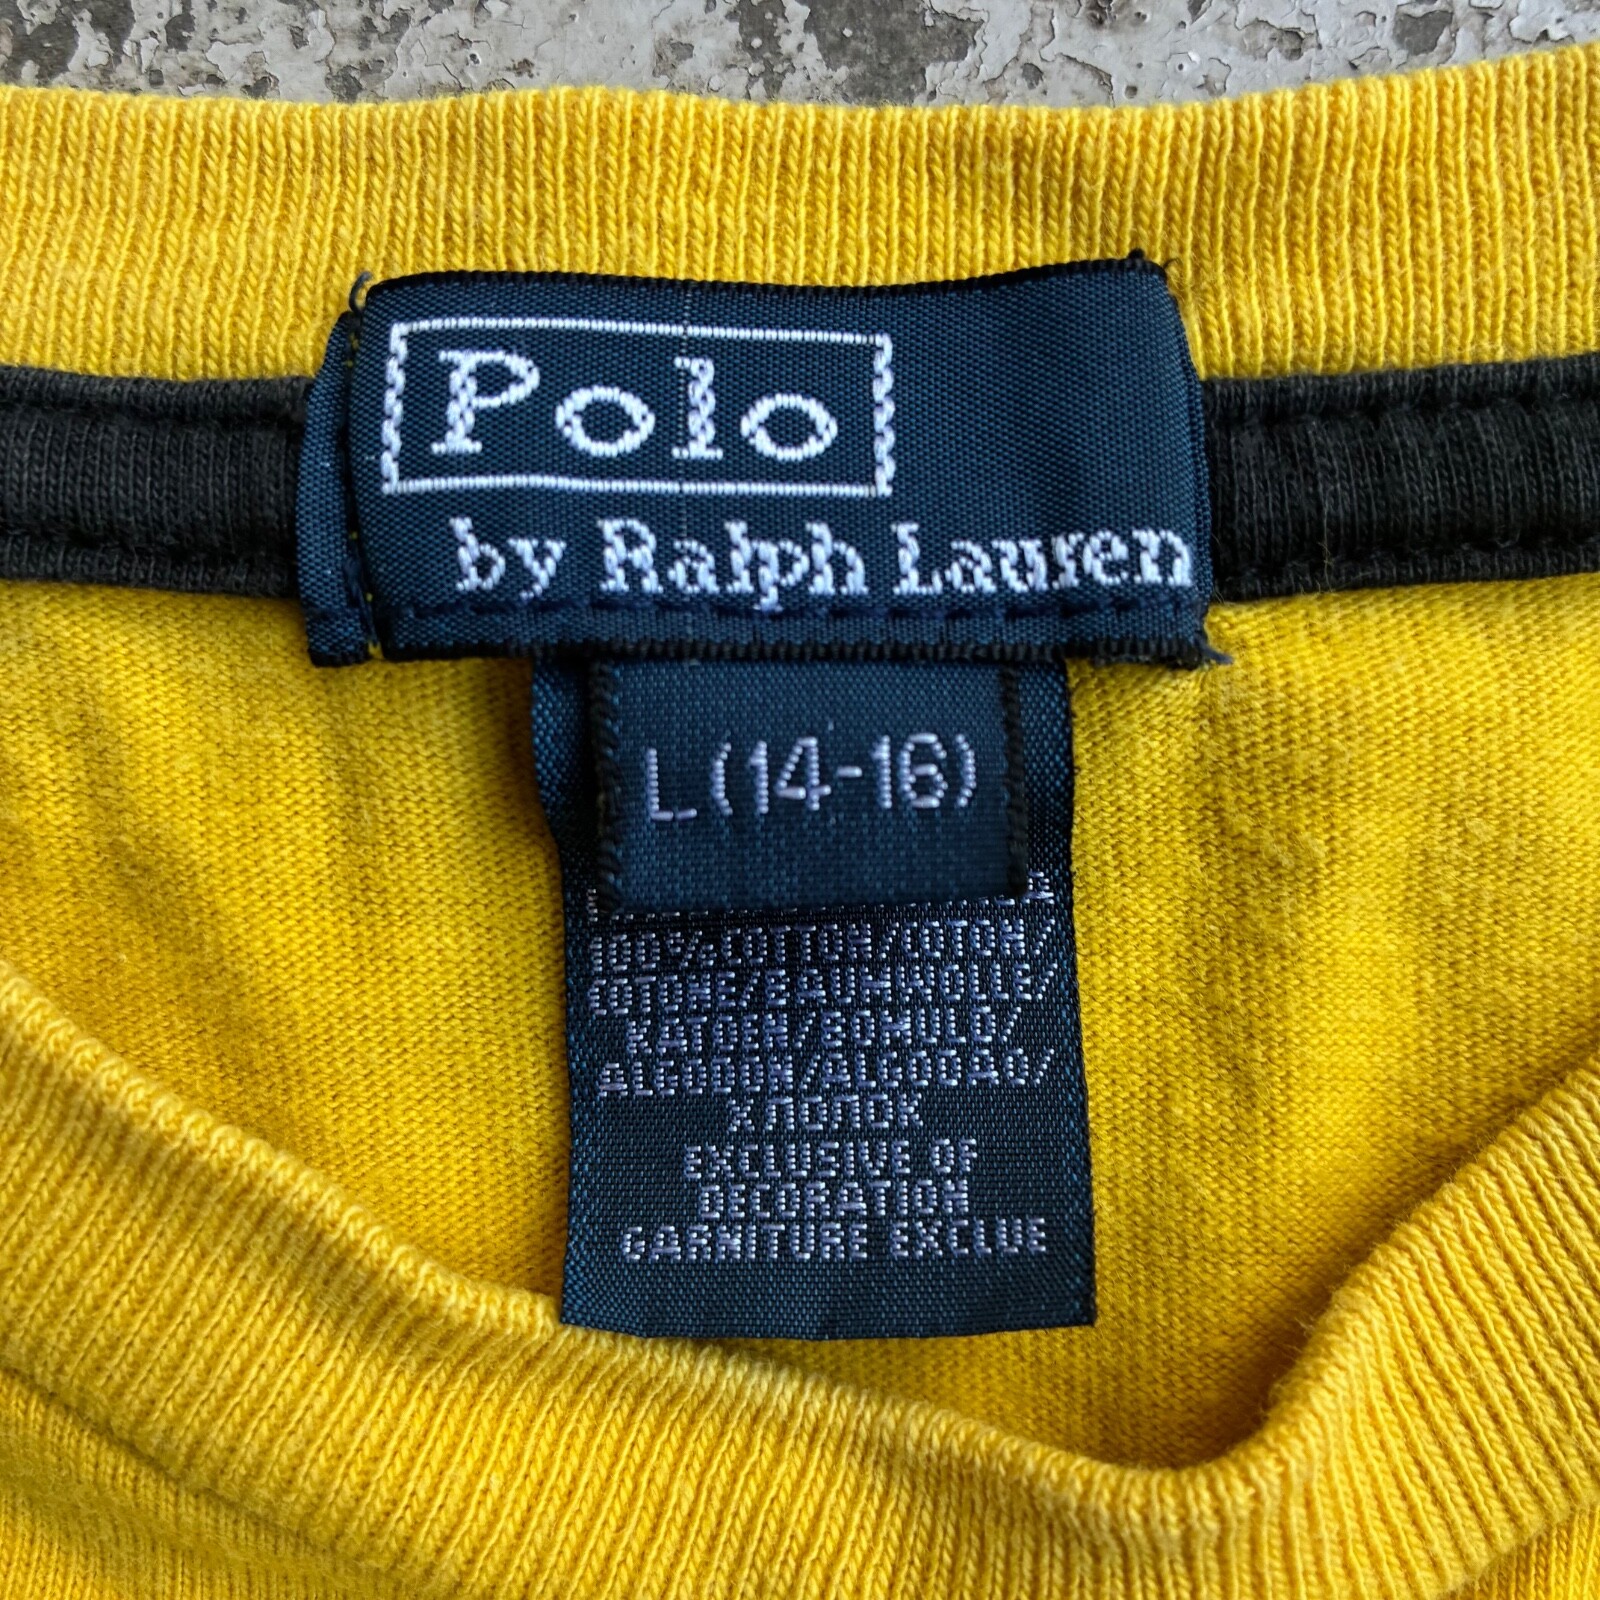 Polo
by Ralph Lauren
L (14-16)
100% COTTON/COTON/
COTONE/BAUMWOLLE/
KATOEN/BOMULD/
ALGODON/ALGODAO/
ХЛОПОК
EXCLUSIVE OF
DECORATION
GARNITURE EXCLUE